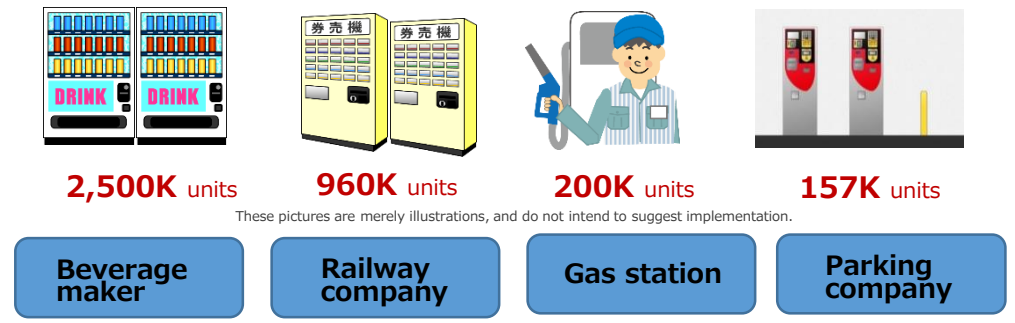 DRINK DRINK
券売機 券売機
2,500K units 960K units 200K units 157K units
These pictures are merely illustrations, and do not intend to suggest implementation.
Beverage
maker
Railway
company
Gas station
Parking
company